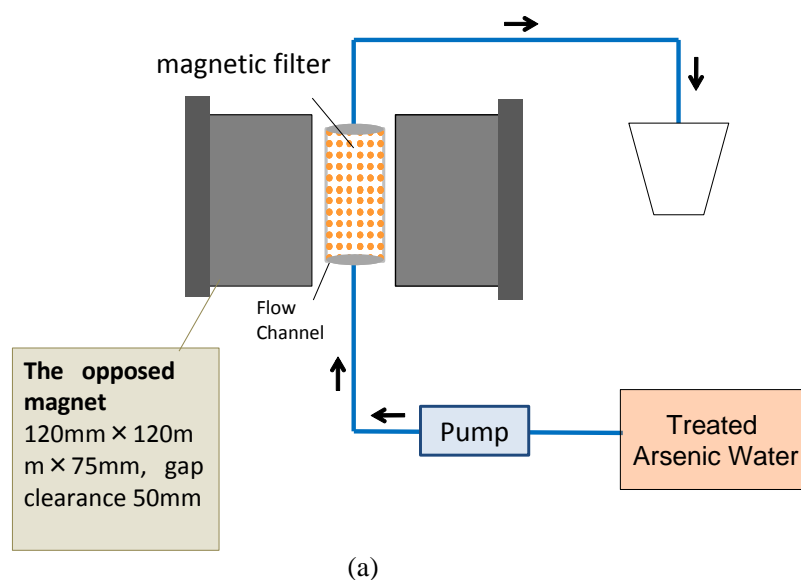 magnetic filter
Flow
Channel
The opposed
magnet
120mm×120m
m×75mm, gap
clearance 50mm
Pump
Treated
Arsenic Water
(a)